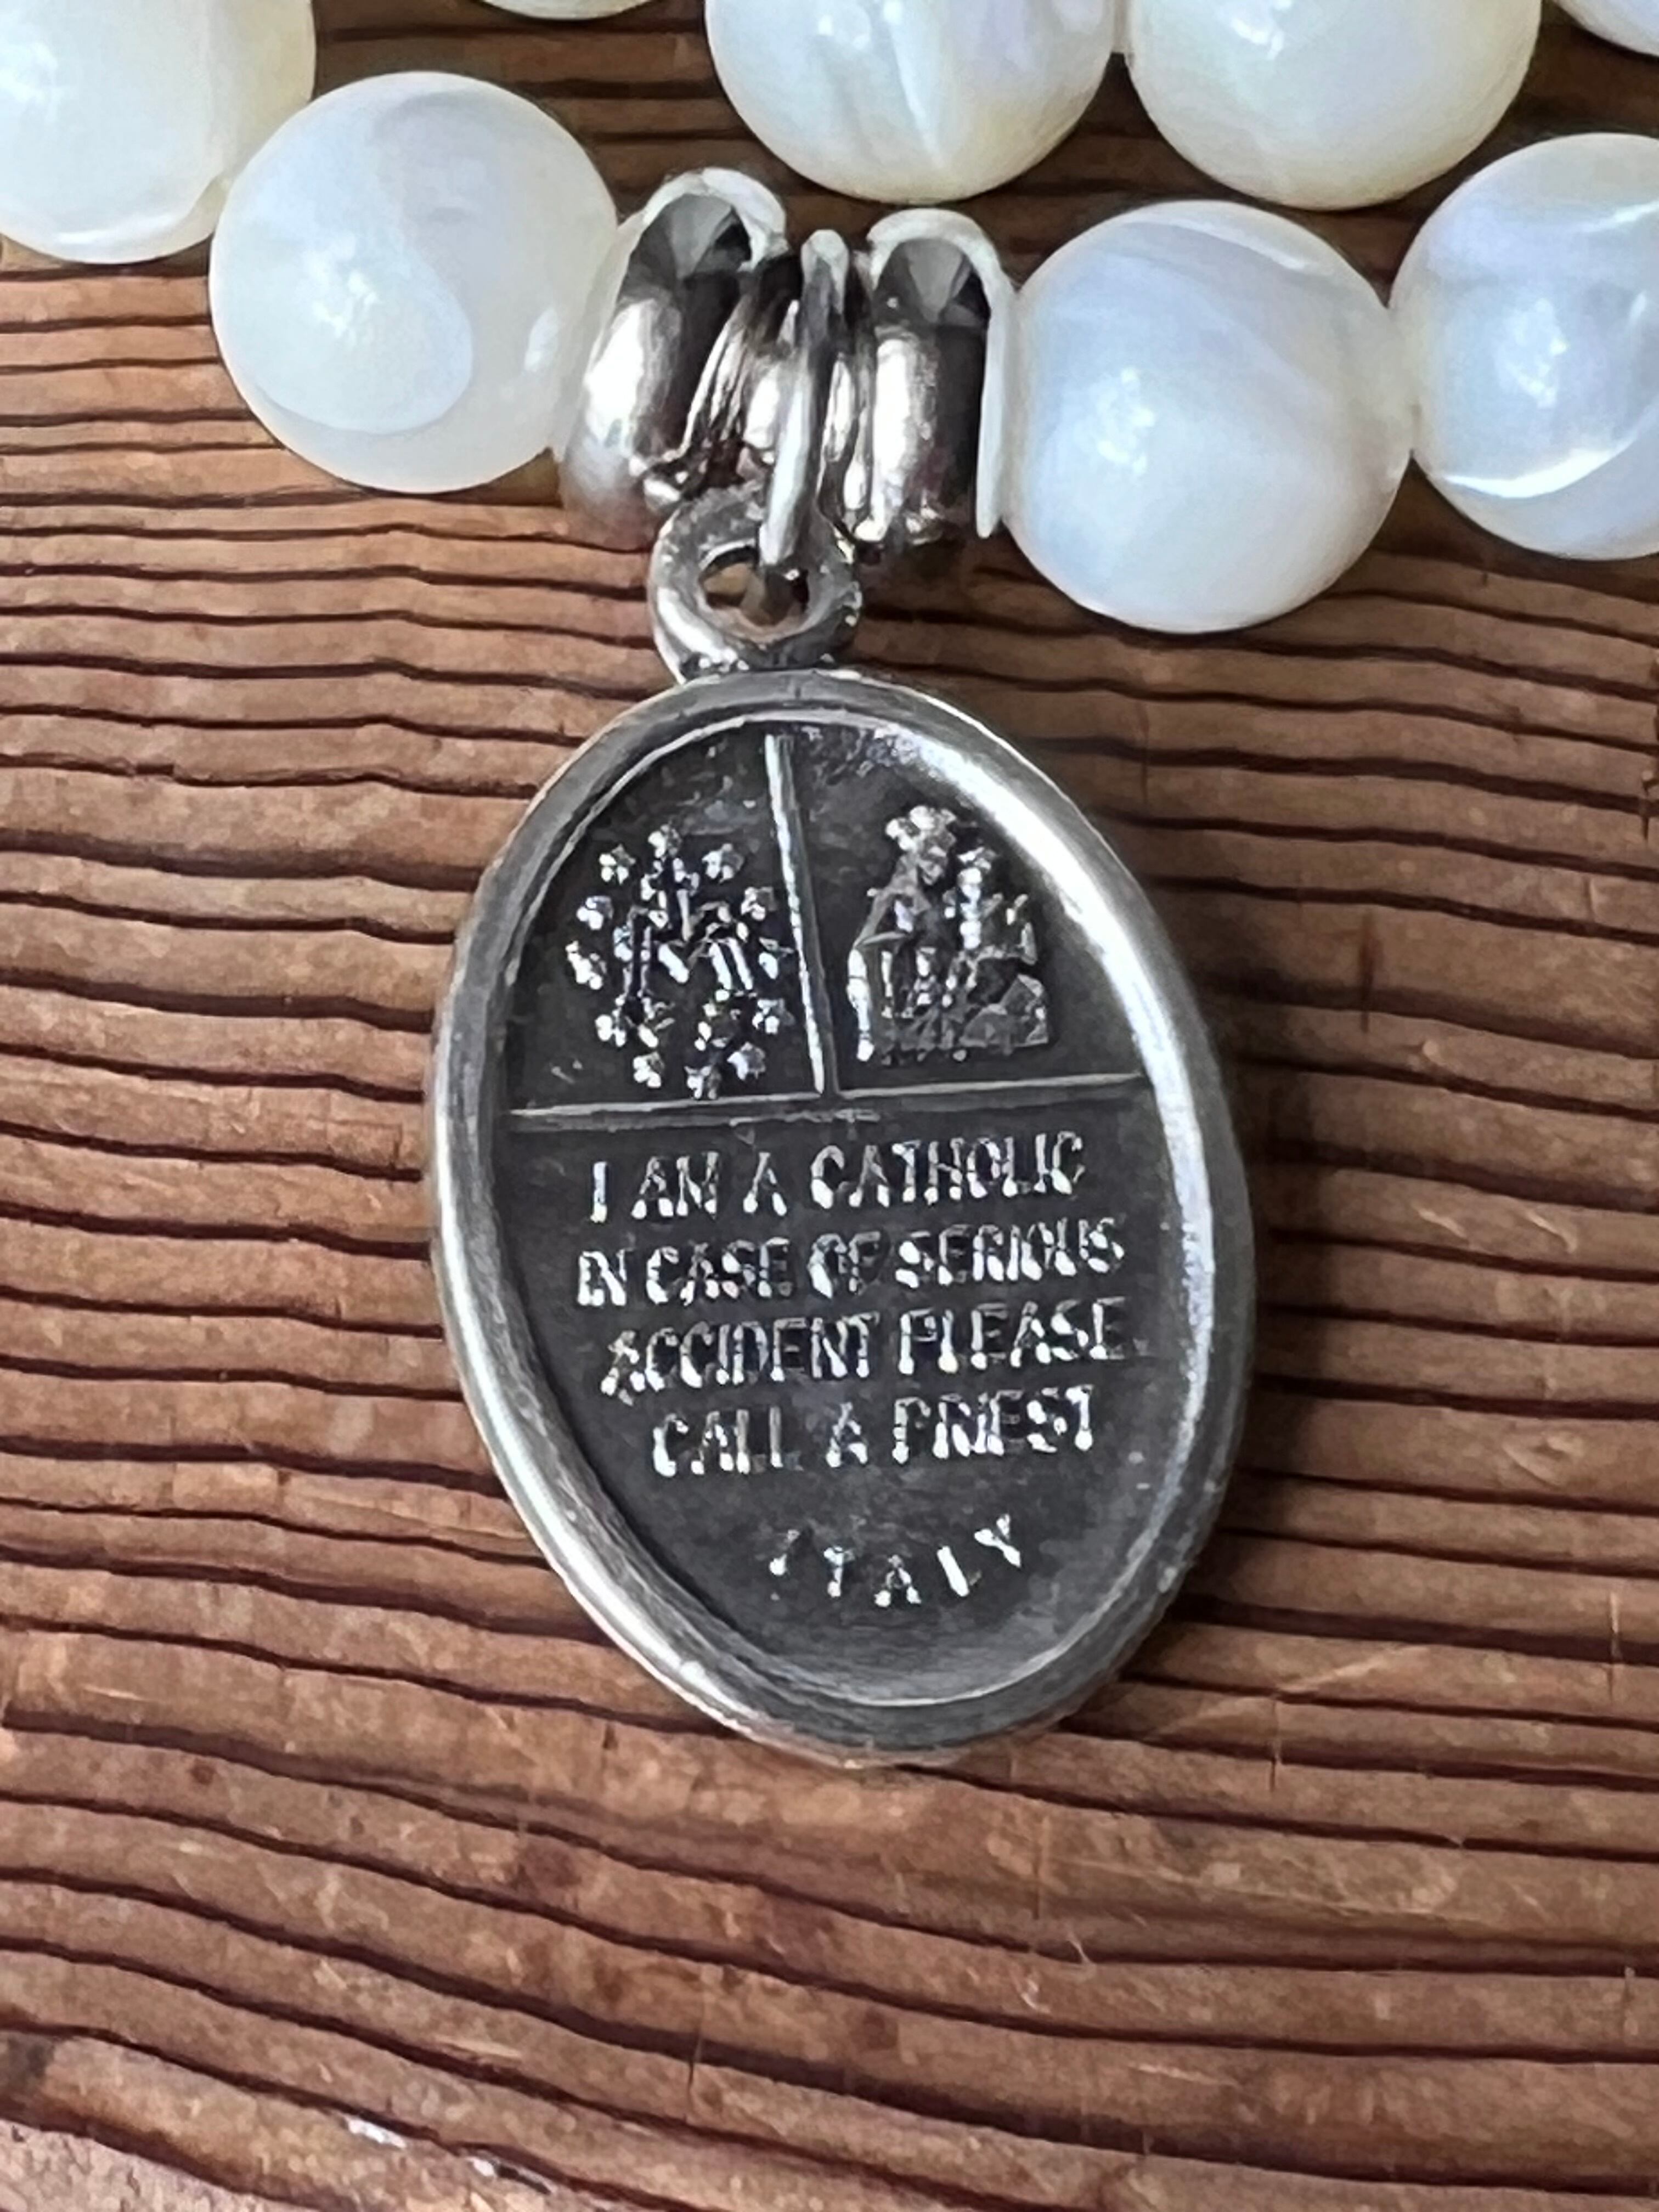 I AM A CATHOLIC
IN CASE OF SERIOUS
ACCIDENT PLEASE
CALL A PRIEST
ITALY